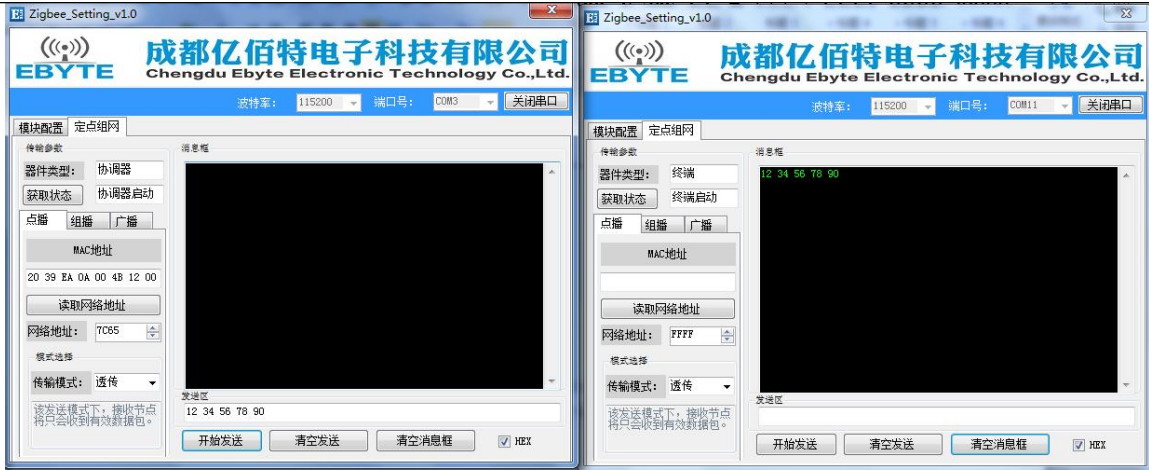 Zigbee_Setting_v1.0
EBYTE
成都亿佰特电子科技有限公司
Chengdu Ebyte Electronic Technology Co.,Ltd.
波特率： 115200 端口号： COM3 关闭串口
模块配置 定点组网
传输参数
器件类型： 协调器
获取状态 协调器启动
点播 组播 广播
MAC地址
20 39 EA 0A 00 4B 12 00
读取网络地址
网络地址： 7C65
模式选择
传输模式： 透传
该发送模式下，接收节点
将只会收到有效数据包。
消息框
发送区
12 34 56 78 90
开始发送 清空发送 清空消息框 HEX
Zigbee_Setting_v1.0
EBYTE
成都亿佰特电子科技有限公司
Chengdu Ebyte Electronic Technology Co.,Ltd.
波特率： 115200 端口号： COM11 关闭串口
模块配置 定点组网
传输参数
器件类型： 终端
获取状态 终端启动
点播 组播 广播
MAC地址
读取网络地址
网络地址： FFFF
模式选择
传输模式： 透传
该发送模式下，接收节点
将只会收到有效数据包。
消息框
12 34 56 78 90
发送区
开始发送 清空发送 清空消息框 HEX